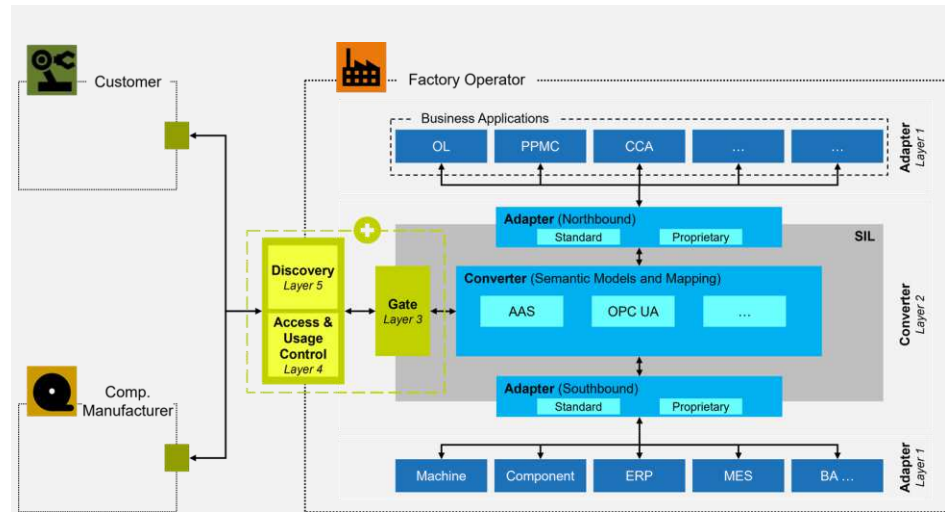 Customer
Factory Operator
Business Applications
OL
PPMC
CCA
...
...
Adapter
Layer 1
Adapter (Northbound)
Standard
Proprietary
SIL
Discovery
Layer 5
Access &
Usage
Control
Layer 4
Gate
Layer 3
Converter (Semantic Models and Mapping)
AAS
OPC UA
...
Converter
Layer 2
Comp.
Manufacturer
Adapter (Southbound)
Standard
Proprietary
Machine
Component
ERP
MES
BA ...
Adapter
Layer 1